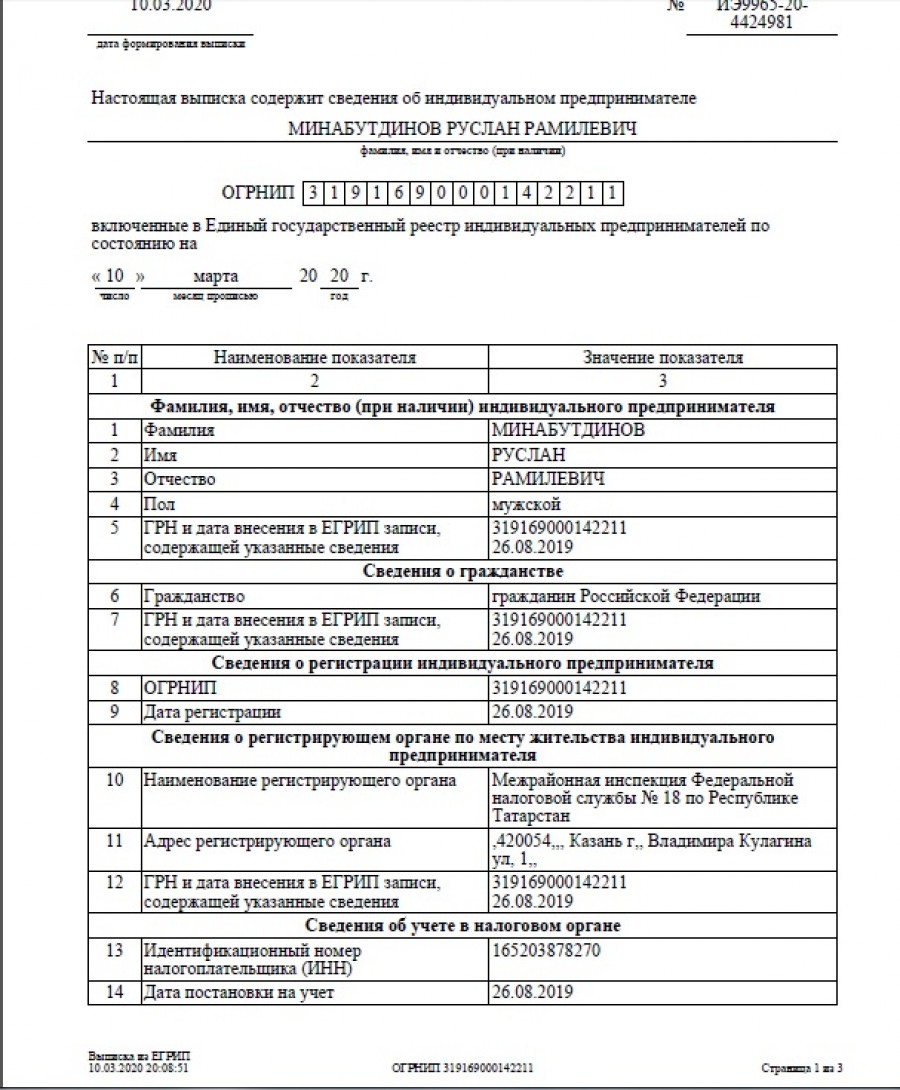 10.03.2020 № ИЭ9965-20-
4424981
дата формирования выписки
Настоящая выписка содержит сведения об индивидуальном предпринимателе
МИНАБУТДИНОВ РУСЛАН РАМИЛЕВИЧ
фамилия, имя и отчество (при наличии)
ОГРНИП 3 1 9 1 6 9 0 0 0 1 4 2 2 1 1
включенные в Единый государственный реестр индивидуальных предпринимателей по
состоянию на
« 10 » марта 20 20 г.
число месяц прописью год
№ п/п Наименование показателя Значение показателя
1 2 3
Фамилия, имя, отчество (при наличии) индивидуального предпринимателя
1 Фамилия МИНАБУТДИНОВ
2 Имя РУСЛАН
3 Отчество РАМИЛЕВИЧ
4 Пол мужской
5 ГРН и дата внесения в ЕГРИП записи, 319169000142211
содержащей указанные сведения 26.08.2019
Сведения о гражданстве
6 Гражданство гражданин Российской Федерации
7 ГРН и дата внесения в ЕГРИП записи, 319169000142211
содержащей указанные сведения 26.08.2019
Сведения о регистрации индивидуального предпринимателя
8 ОГРНИП 319169000142211
9 Дата регистрации 26.08.2019
Сведения о регистрирующем органе по месту жительства индивидуального
предпринимателя
10 Наименование регистрирующего органа Межрайонная инспекция Федеральной
налоговой службы № 18 по Республике
Татарстан
11 Адрес регистрирующего органа ,420054,,, Казань г,, Владимира Кулагина
ул, 1,,
12 ГРН и дата внесения в ЕГРИП записи, 319169000142211
содержащей указанные сведения 26.08.2019
Сведения об учете в налоговом органе
13 Идентификационный номер 165203878270
налогоплательщика (ИНН)
14 Дата постановки на учет 26.08.2019
Выписка из ЕГРИП
10.03.2020 20:08:51 ОГРНИП 319169000142211 Страница 1 из 3